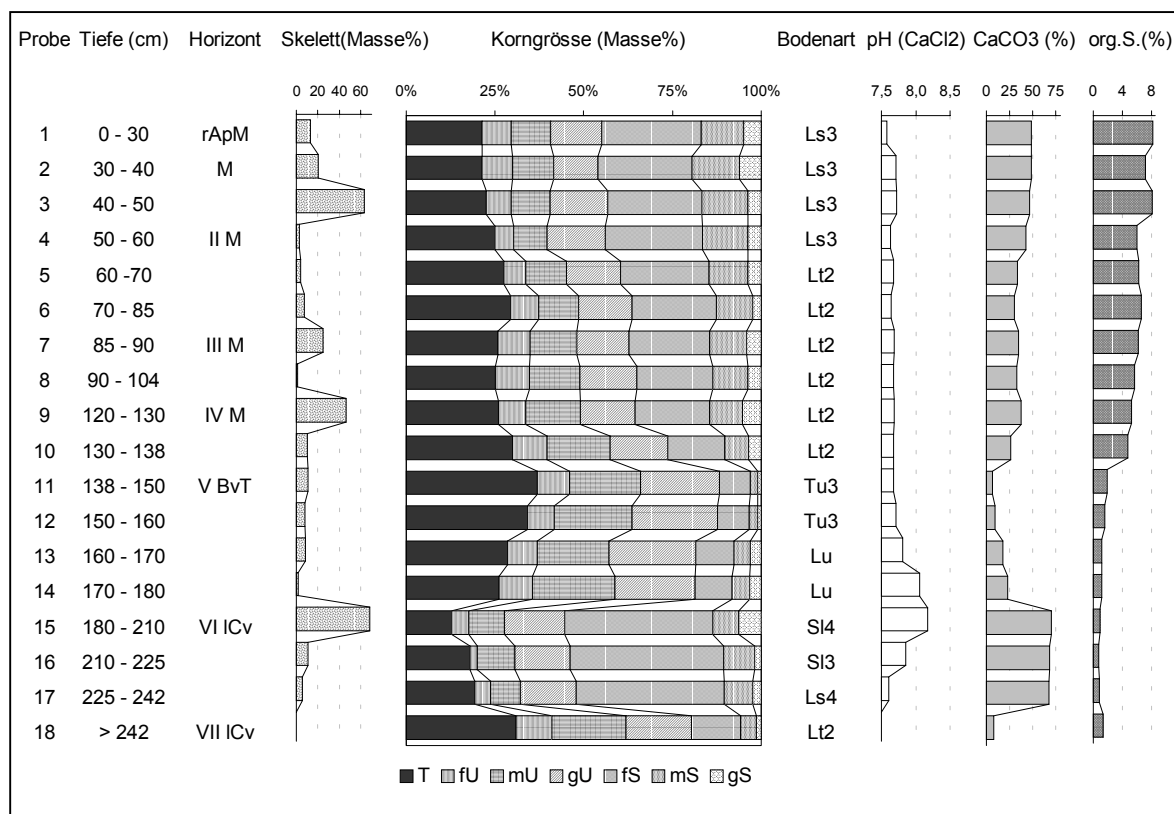 Probe Tiefe (cm) Horizont Skelett(Masse%) Korngrösse (Masse%) Bodenart pH (CaCl2) CaCO3 (%) org.S.(%)
0 20 40 60 0% 25% 50% 75% 100% 7,5 8,0 8,5 0 25 50 75 0 4 8
1 0 - 30 rApM Ls3
2 30 - 40 M Ls3
3 40 - 50 Ls3
4 50 - 60 II M Ls3
5 60 -70 Lt2
6 70 - 85 Lt2
7 85 - 90 III M Lt2
8 90 - 104 Lt2
9 120 - 130 IV M Lt2
10 130 - 138 Lt2
11 138 - 150 V BvT Tu3
12 150 - 160 Tu3
13 160 - 170 Lu
14 170 - 180 Lu
15 180 - 210 VI ICv Sl4
16 210 - 225 Sl3
17 225 - 242 Ls4
18 > 242 VII ICv Lt2
T fU mU gU fS mS gS